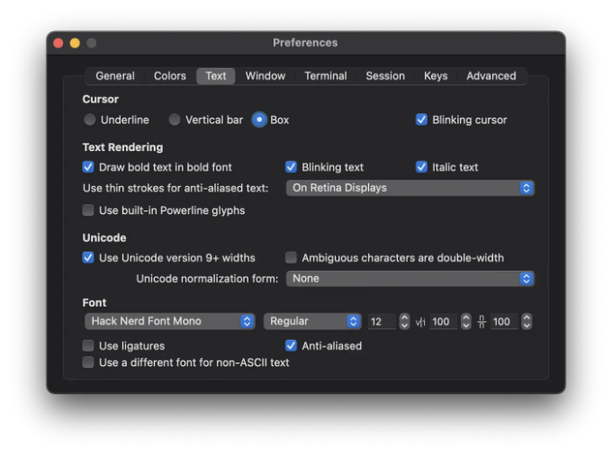 Preferences
General Colors Text Window Terminal Session Keys Advanced
Cursor
Underline Vertical bar Box Blinking cursor
Text Rendering
Draw bold text in bold font Blinking text Italic text
Use thin strokes for anti-aliased text: On Retina Displays
Use built-in Powerline glyphs
Unicode
Use Unicode version 9+ widths Ambiguous characters are double-width
Unicode normalization form: None
Font
Hack Nerd Font Mono Regular 12 100 100
Use ligatures Anti-aliased
Use a different font for non-ASCII text